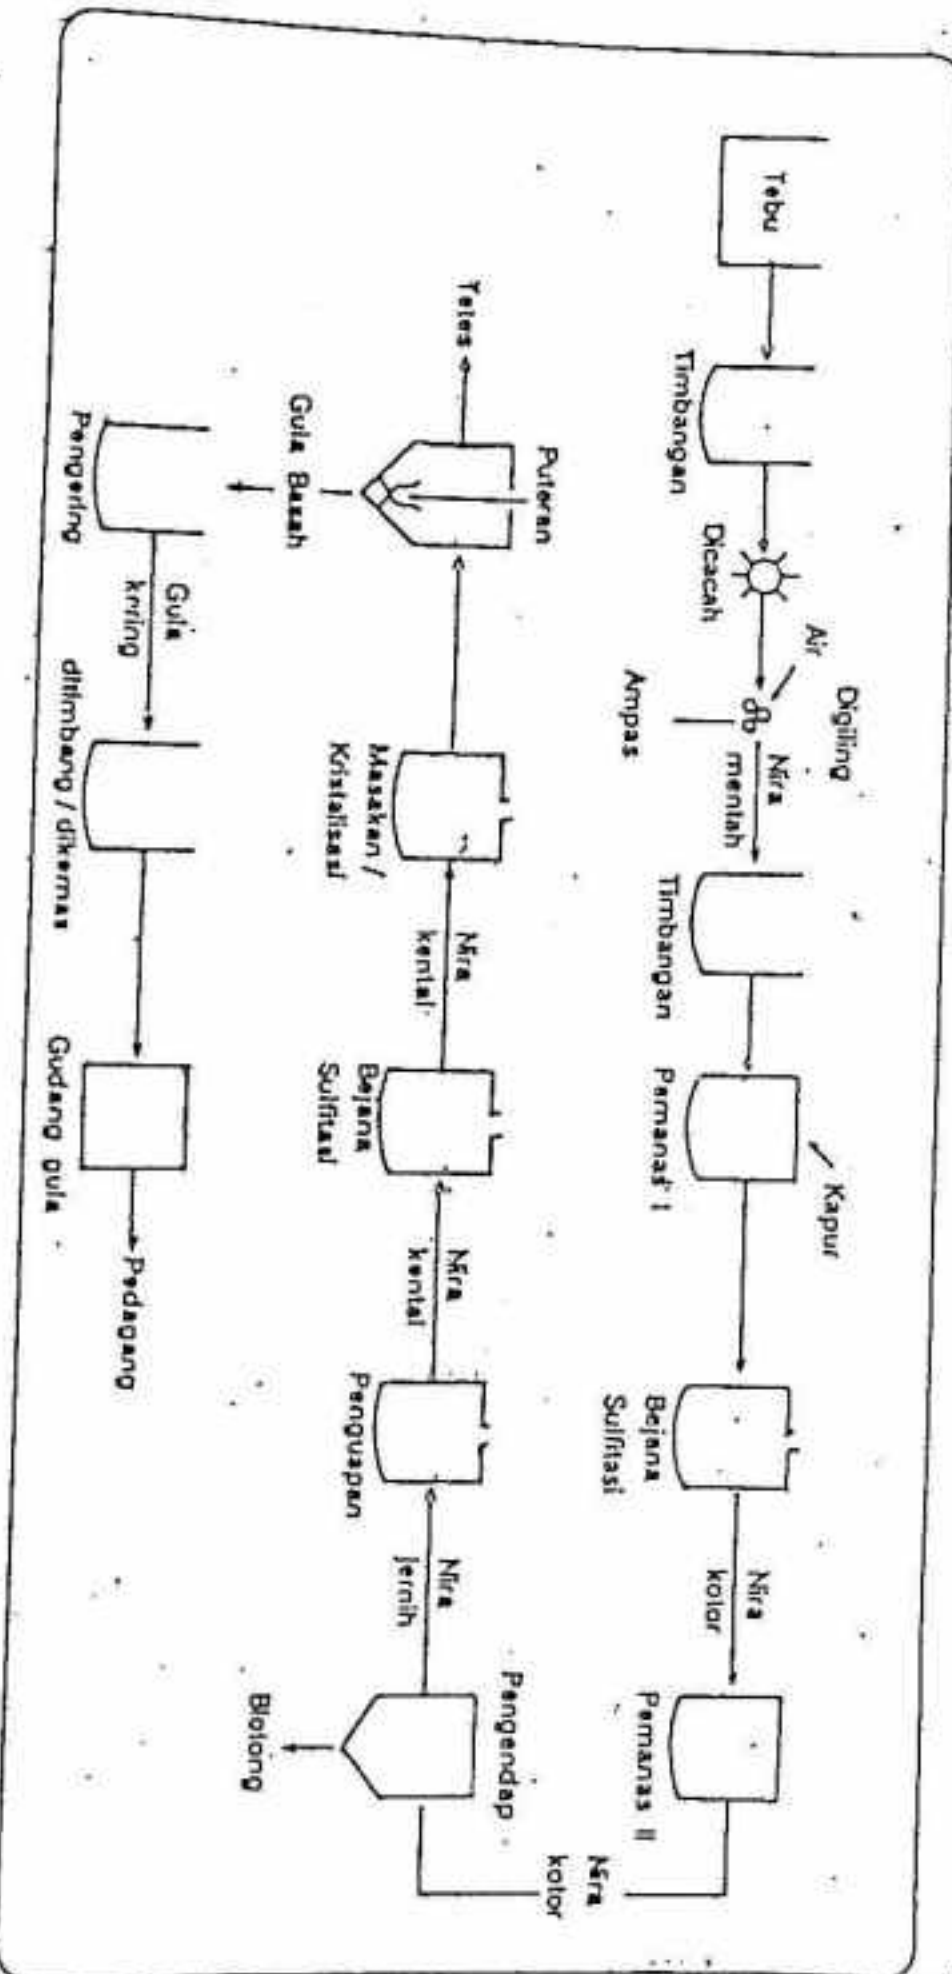 Tebu
Timbangan
Dicacah
Air
Digiling
Ampas
Nira
mentah
Timbangan
Pemanas I
Kapur
Bejana
Sulfitasi
Nira
kotor
Pemanas II
Nira
kotor
Pengendap
Blotong
Nira
jernih
Penguapan
Nira
kental
Bejana
Sulfitasi
Nira
kental
Masakan /
Kristalisasi
Puteran
Tetes
Gula Basah
Pengering
Gula
kering
ditimbang / dikemas
Gudang gula
Pedagang